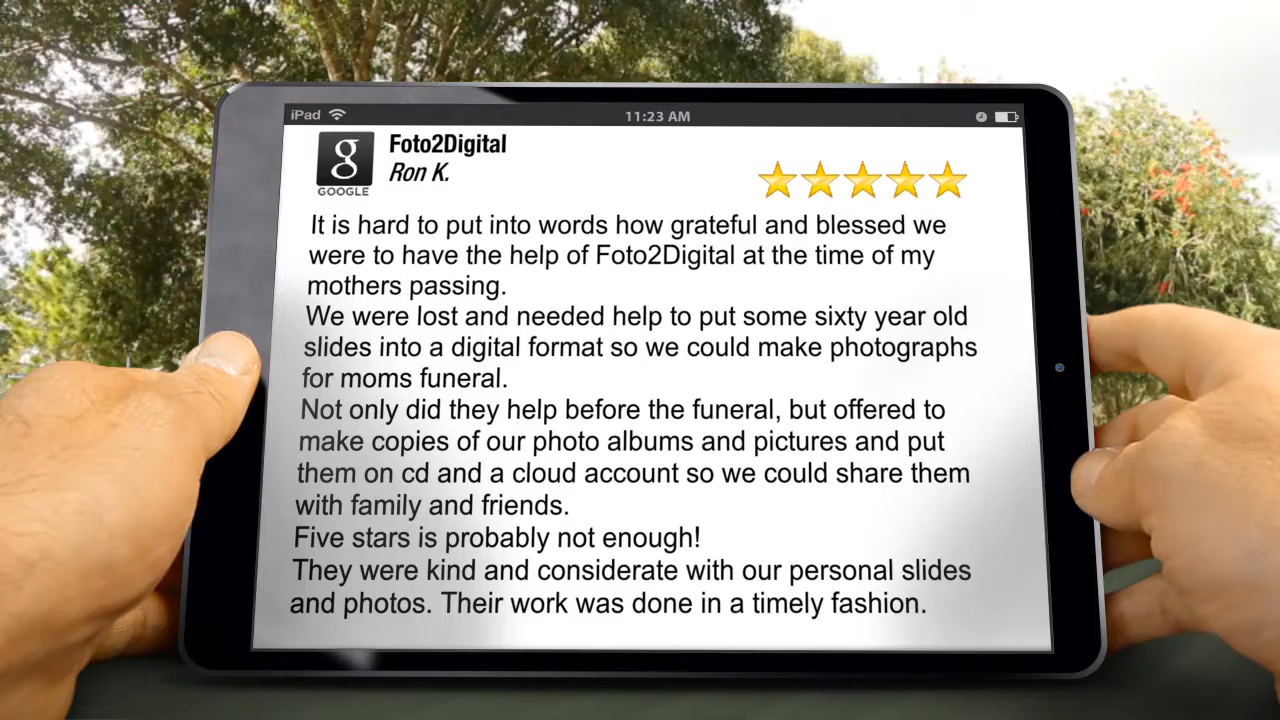 iPad 11:23 AM
g
GOOGLE
Foto2Digital
Ron K.
It is hard to put into words how grateful and blessed we
were to have the help of Foto2Digital at the time of my
mothers passing.
We were lost and needed help to put some sixty year old
slides into a digital format so we could make photographs
for moms funeral.
Not only did they help before the funeral, but offered to
make copies of our photo albums and pictures and put
them on cd and a cloud account so we could share them
with family and friends.
Five stars is probably not enough!
They were kind and considerate with our personal slides
and photos. Their work was done in a timely fashion.